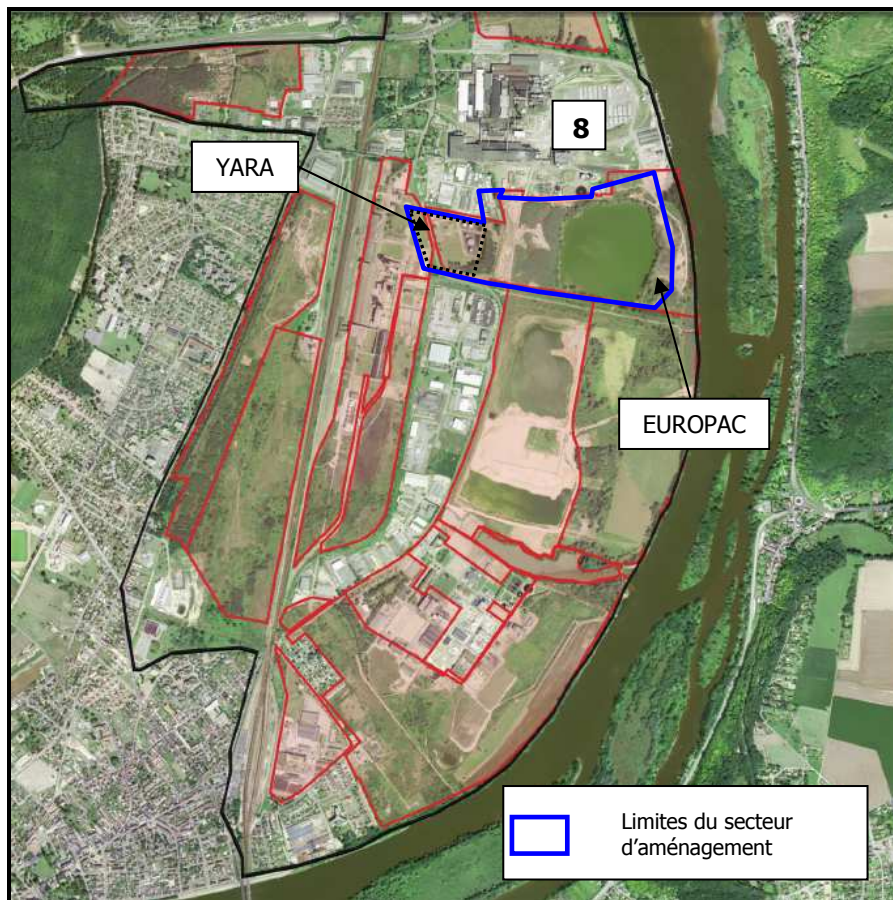 8
YARA
EUROPAC
Limites du secteur
d'aménagement